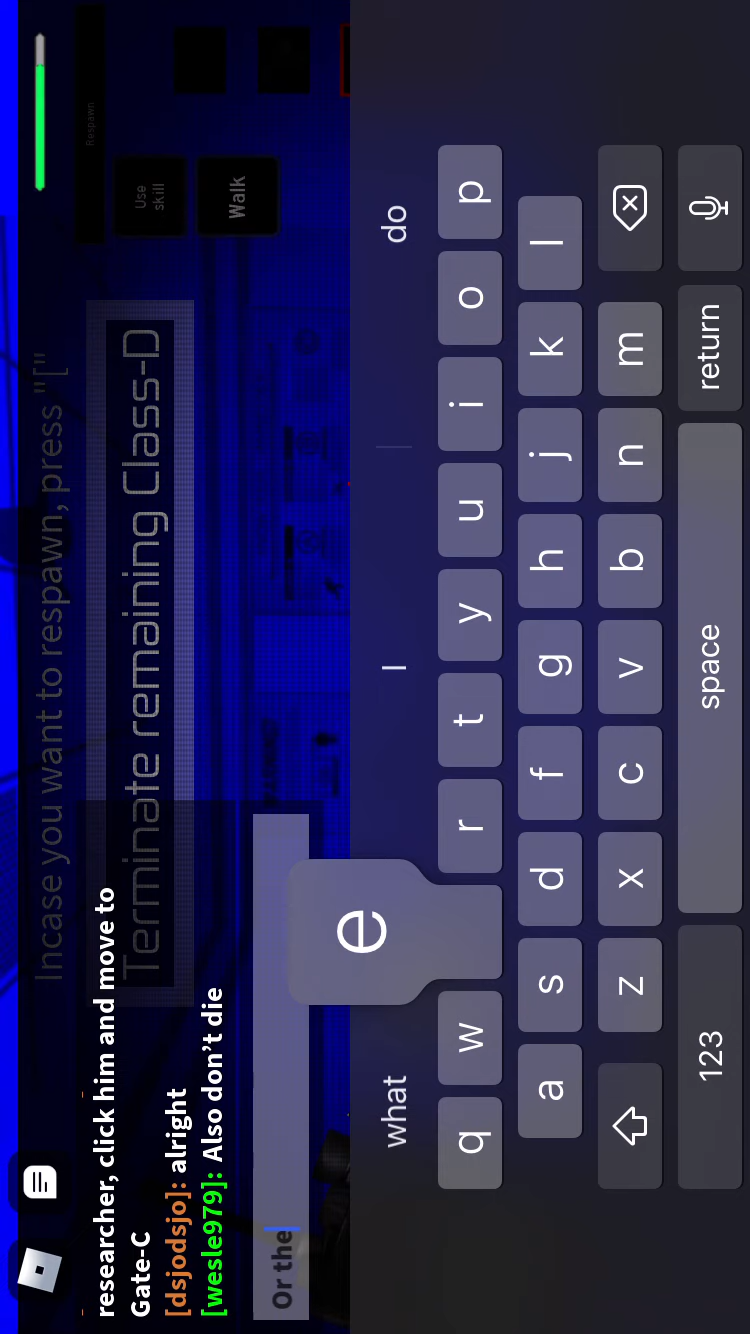 Incase you want to respawn, press "["
Respawn
Use
skill
Walk
Terminate remaining Class-D
researcher, click him and move to
Gate-C
[dsjodsjo]: alright
[wesle979]: Also don't die
Or the
what
I
do
e
q w r t y u i o p
a s d f g h j k l
z x c v b n m
123
space
return